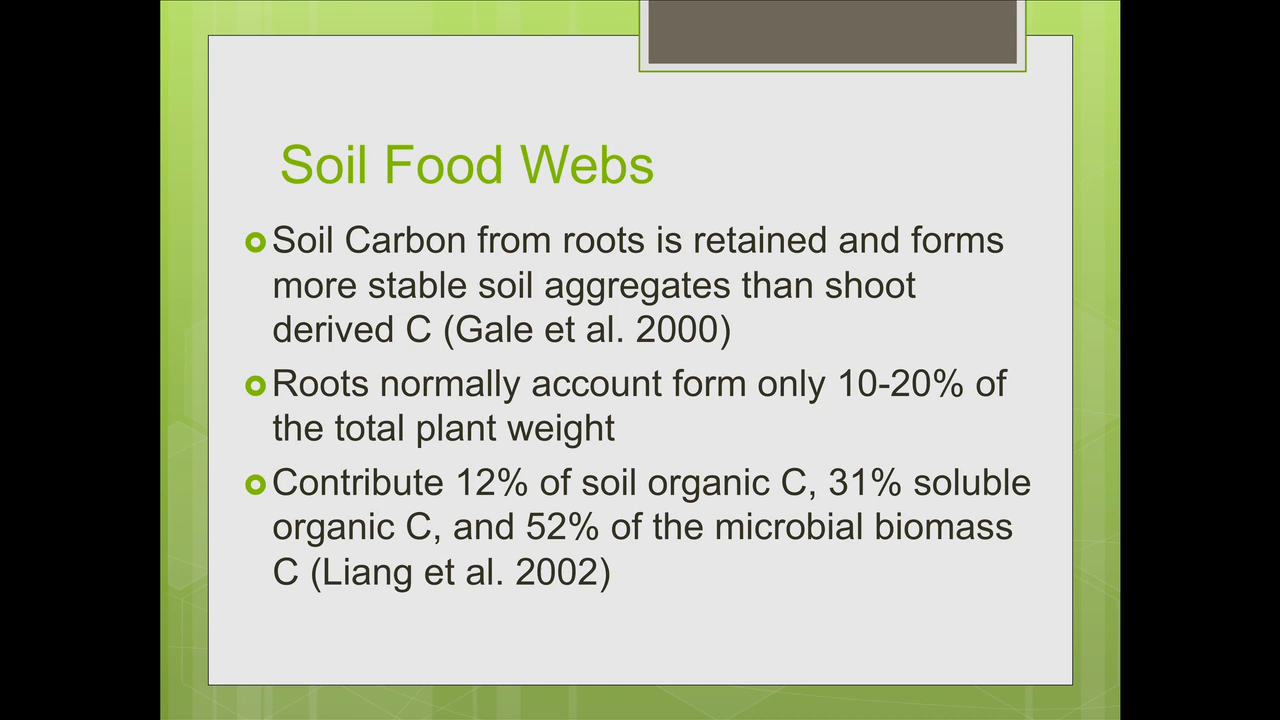 Soil Food Webs
Soil Carbon from roots is retained and forms
more stable soil aggregates than shoot
derived C (Gale et al. 2000)
Roots normally account form only 10-20% of
the total plant weight
Contribute 12% of soil organic C, 31% soluble
organic C, and 52% of the microbial biomass
C (Liang et al. 2002)